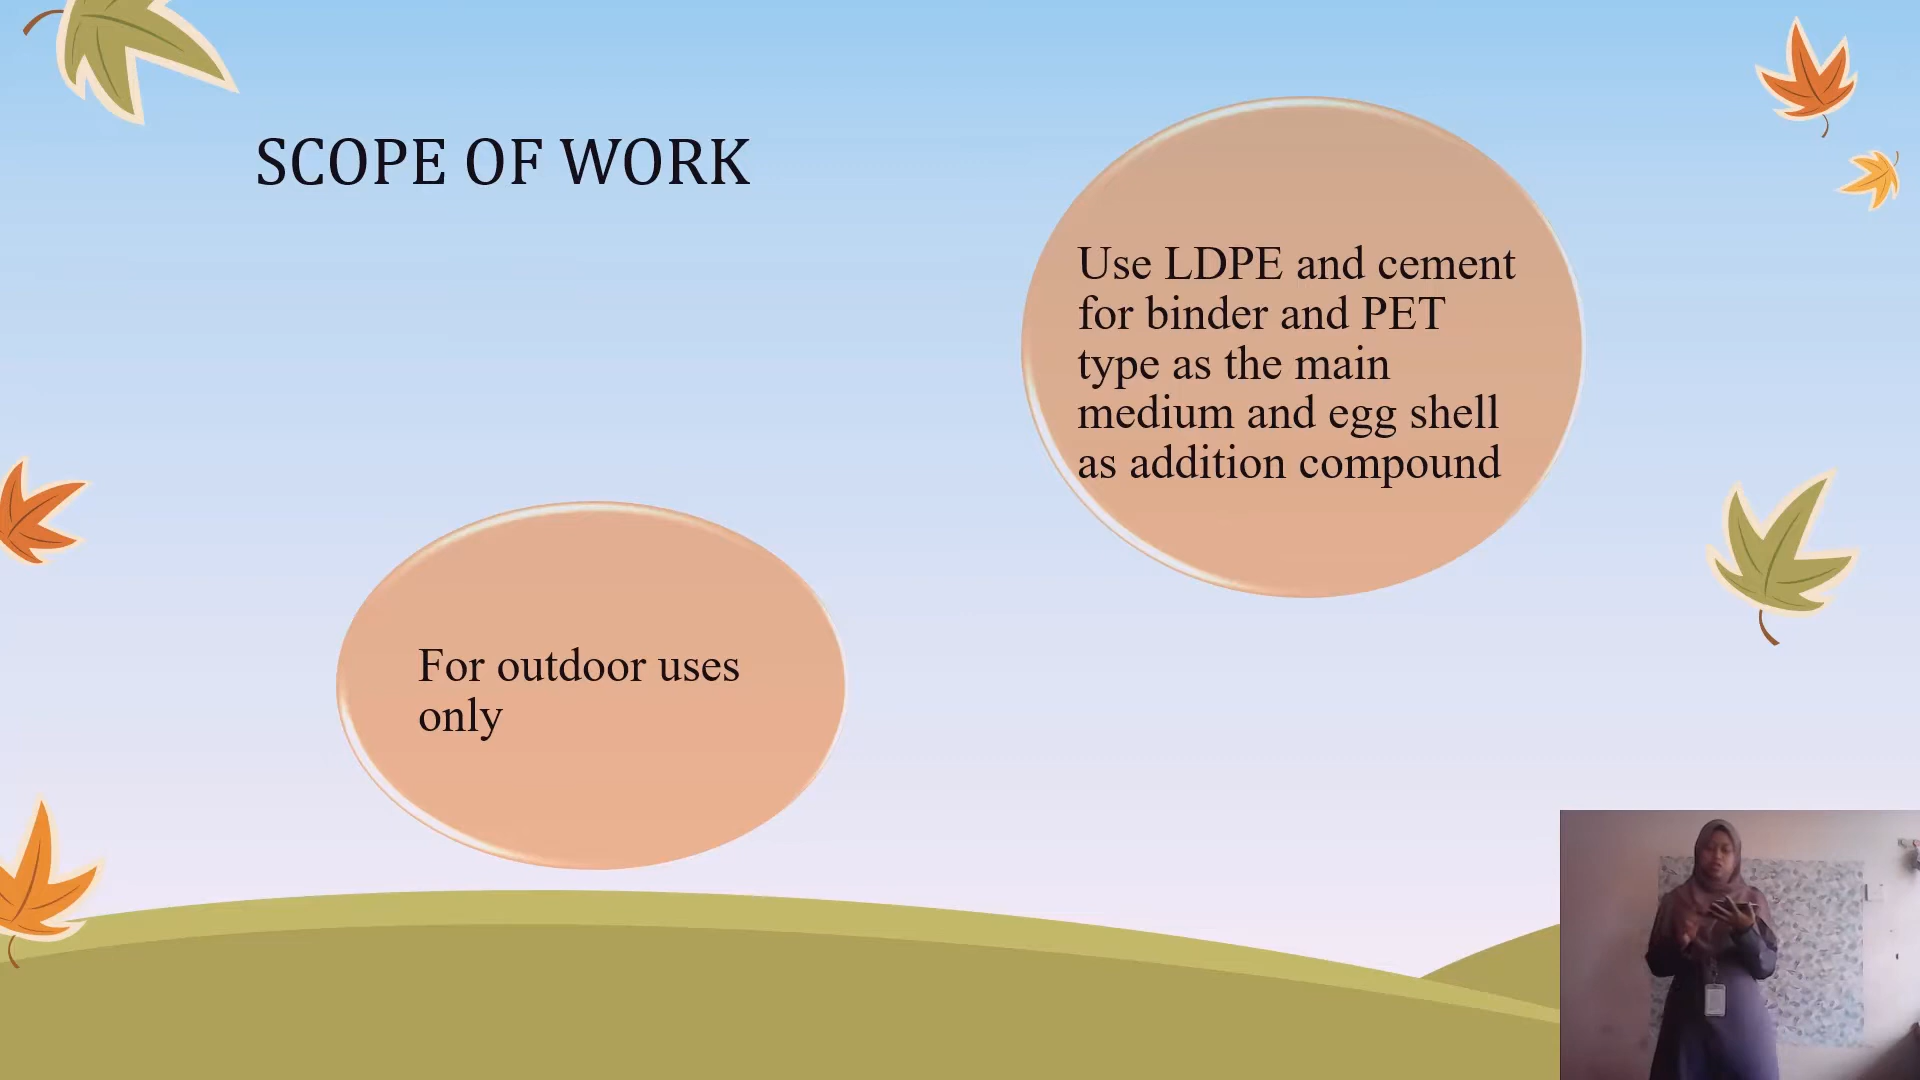 SCOPE OF WORK
Use LDPE and cement
for binder and PET
type as the main
medium and egg shell
as addition compound
For outdoor uses
only